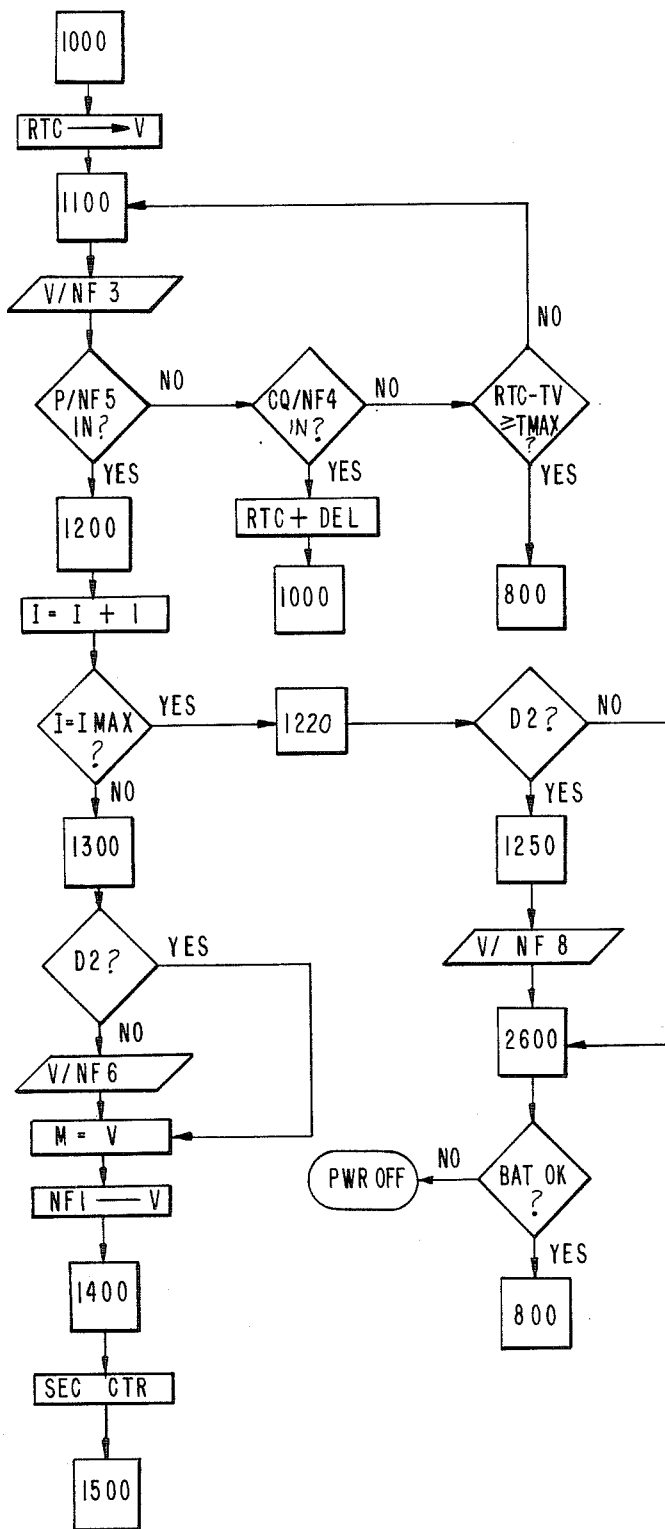 1000
RTC → V
1100
V/NF 3
NO
P/NF5
IN?
NO
CQ/NF4
IN?
NO
RTC-TV
≥TMAX
?
YES
YES
YES
1200
RTC + DEL
1000
800
I = I + 1
I=IMAX
?
YES
1220
D2?
NO
NO
YES
1300
1250
D2?
YES
V/ NF 8
NO
2600
V/NF6
M = V
NF1 — V
PWR OFF
NO
BAT OK
?
YES
1400
800
SEC CTR
1500